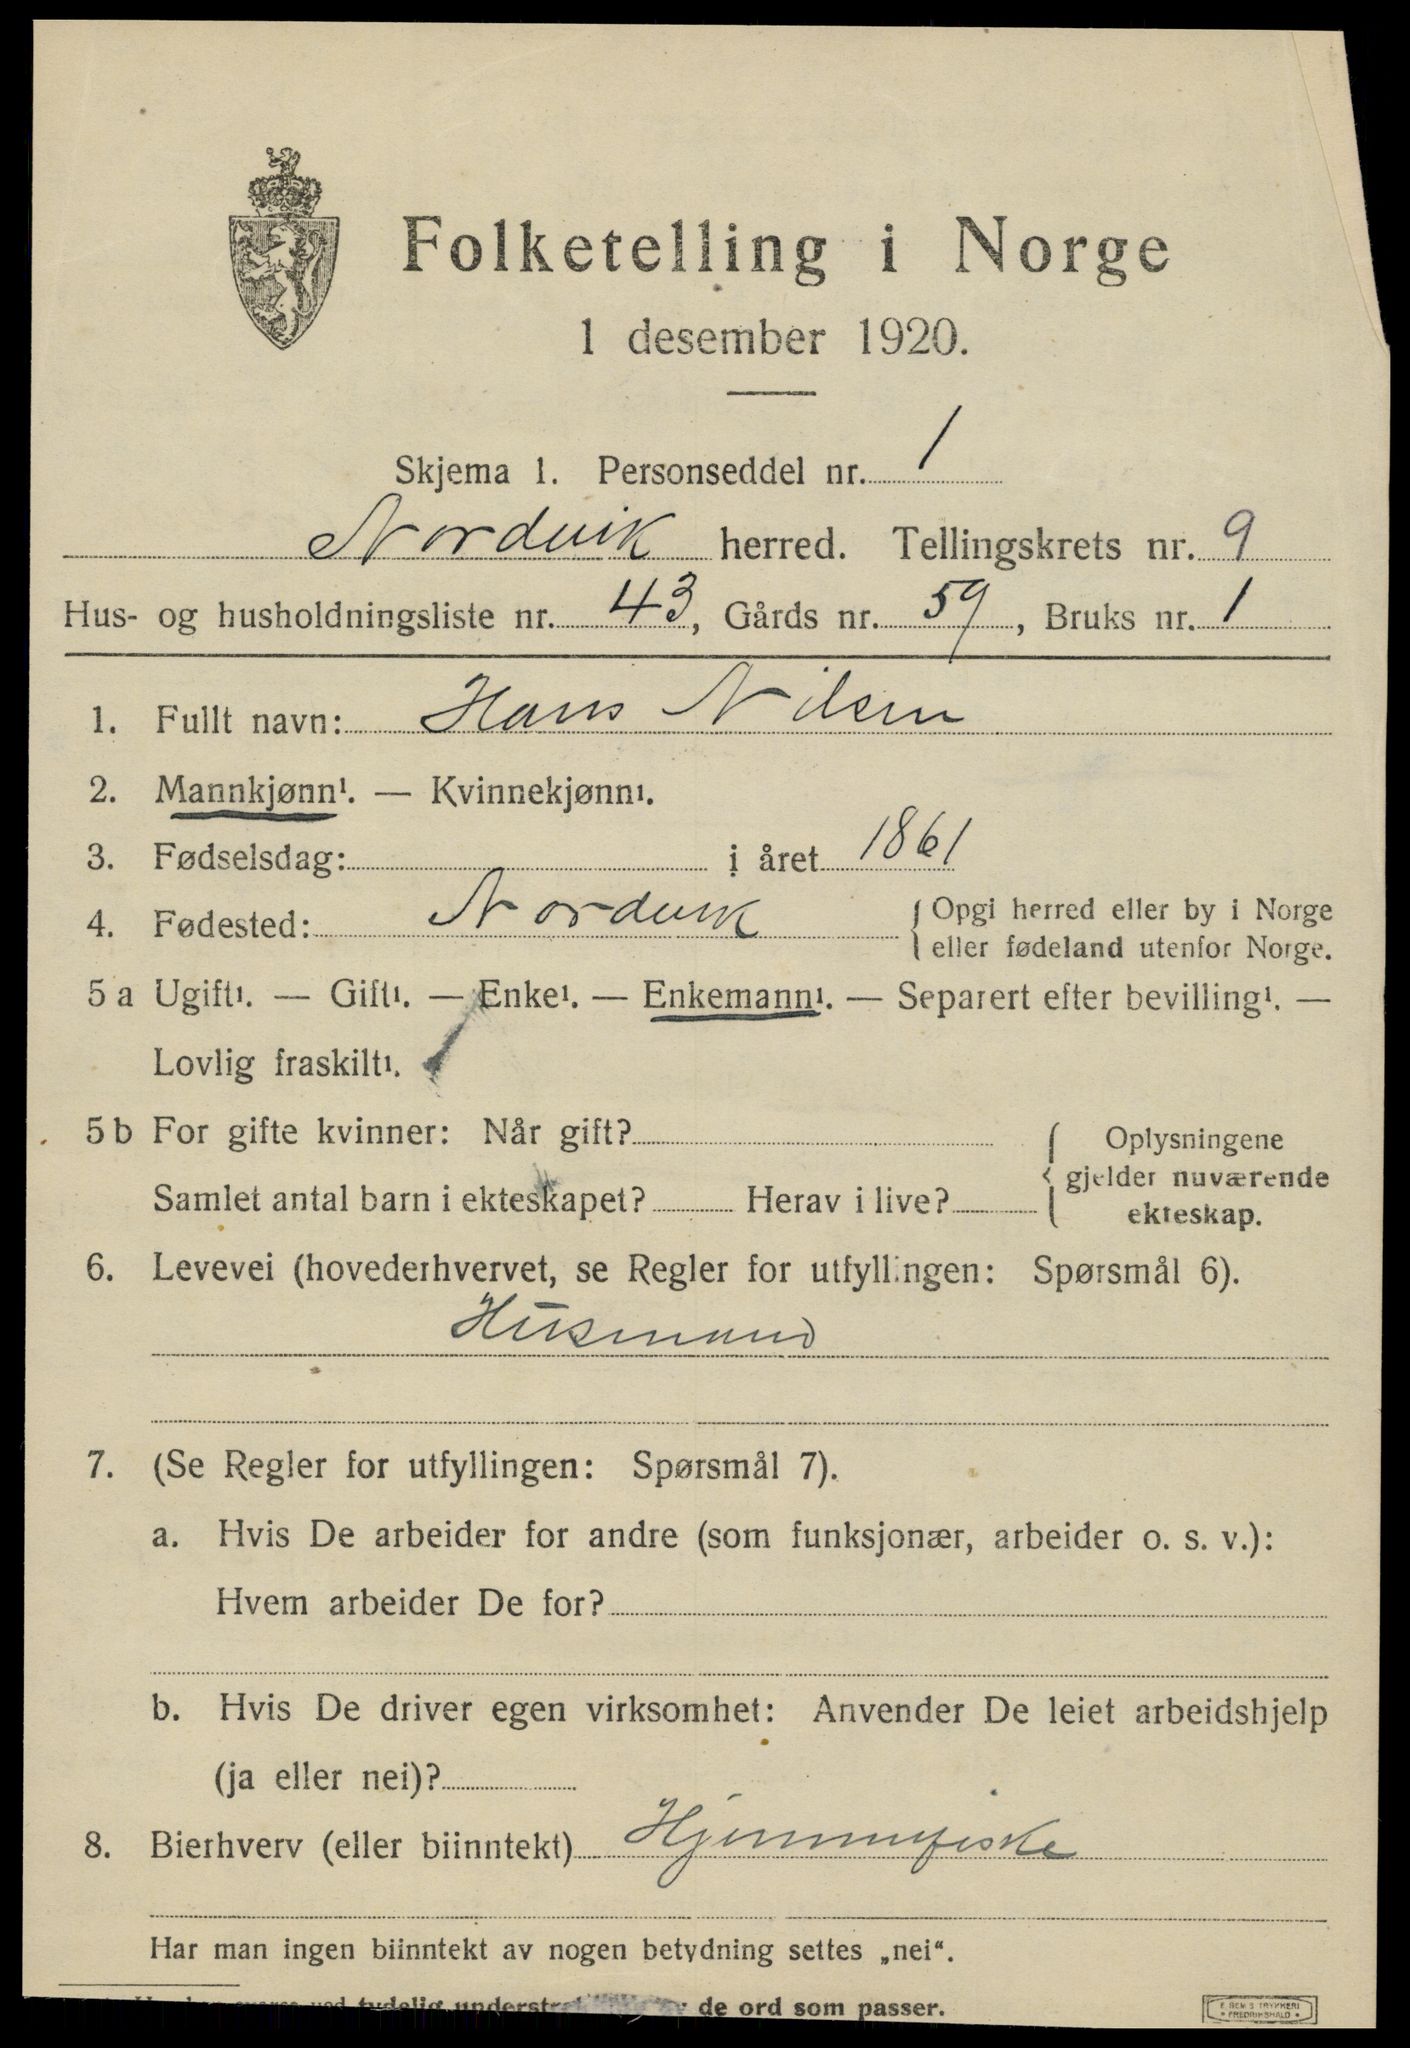 Folketelling i Norge
1 desember 1920.
Skjema 1. Personseddel nr. 1
Nordvik herred. Tellingskrets nr. 9
Hus- og husholdningsliste nr. 43, Gårds nr. 59, Bruks nr. 1
1. Fullt navn: Hans Nilsen
2. Mannkjønn¹. — Kvinnekjønn¹.
3. Fødselsdag: i året 1861
4. Fødested: Nordvik { Opgi herred eller by i Norge
eller fødeland utenfor Norge.
5 a Ugift¹. — Gift¹. — Enke¹. — Enkemann¹. — Separert efter bevilling¹. —
Lovlig fraskilt¹.
5 b For gifte kvinner: Når gift?
Samlet antal barn i ekteskapet? Herav i live?
{ Oplysningene
gjelder nuværende
ekteskap.
6. Levevei (hovederhvervet, se Regler for utfyllingen: Spørsmål 6).
Husmand
7. (Se Regler for utfyllingen: Spørsmål 7).
a. Hvis De arbeider for andre (som funksjonær, arbeider o. s. v.):
Hvem arbeider De for?
b. Hvis De driver egen virksomhet: Anvender De leiet arbeidshjelp
(ja eller nei)?
8. Bierhverv (eller biinntekt) Hjemmefiske
Har man ingen biinntekt av nogen betydning settes „nei“.
tydelig understrek de ord som passer.
E. SEM'S TRYKKERI
• FREDRIKSHALD •